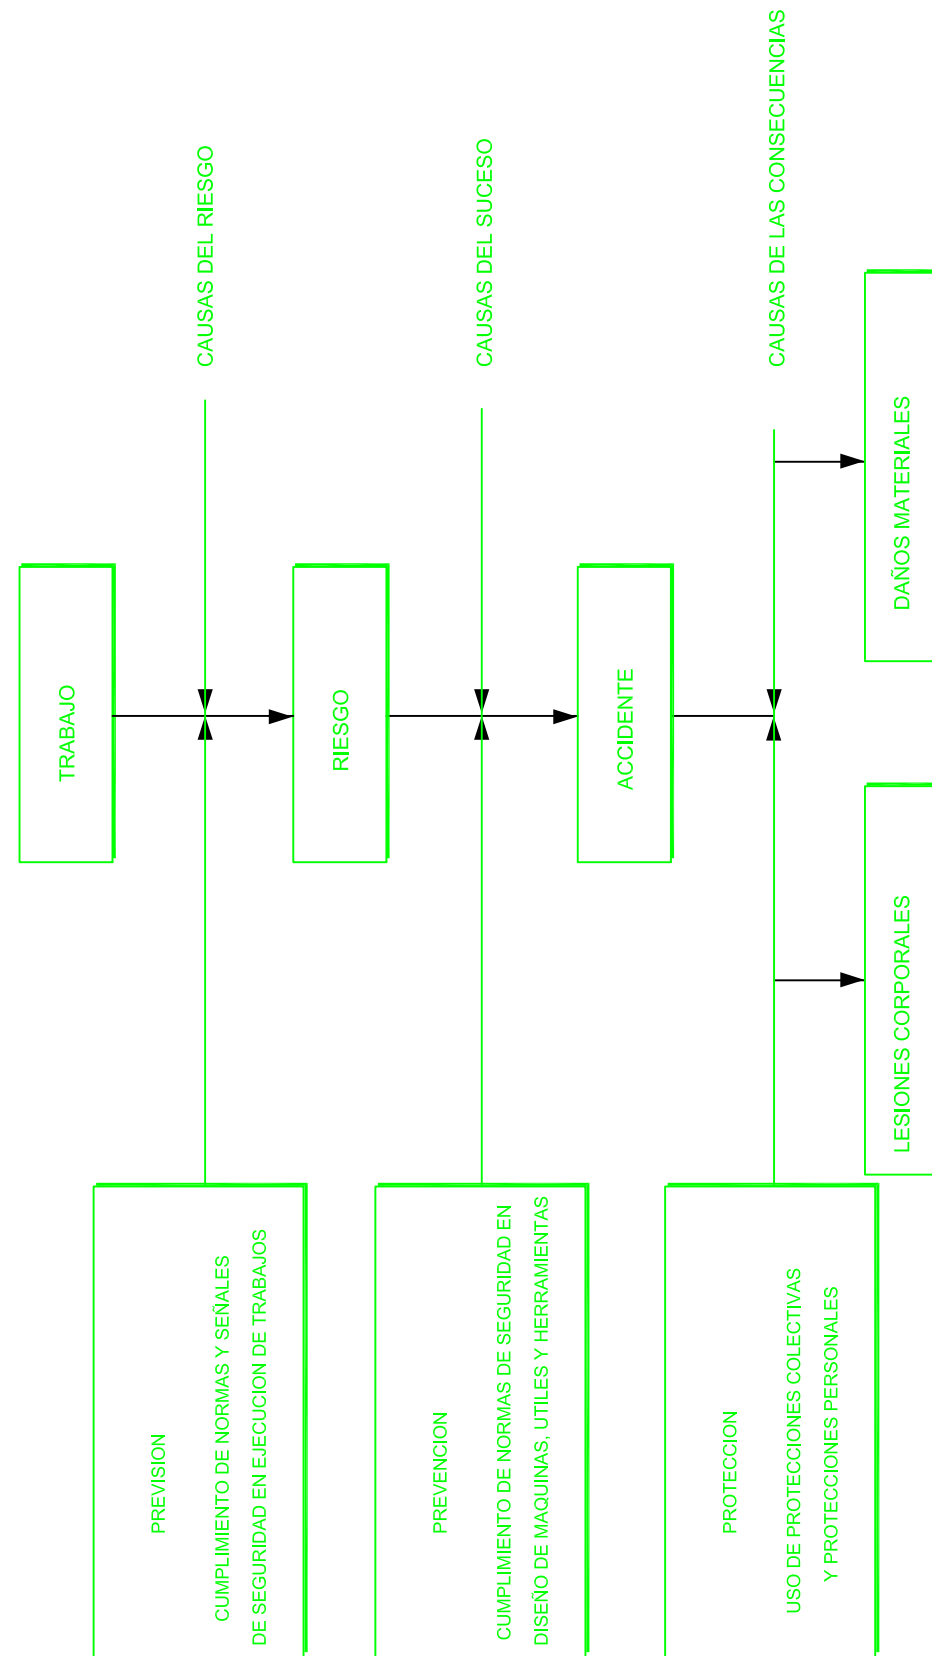 TRABAJO
CAUSAS DEL RIESGO
PREVISION
CUMPLIMIENTO DE NORMAS Y SEÑALES
DE SEGURIDAD EN EJECUCION DE TRABAJOS
RIESGO
CAUSAS DEL SUCESO
PREVENCION
CUMPLIMIENTO DE NORMAS DE SEGURIDAD EN
DISEÑO DE MAQUINAS, UTILES Y HERRAMIENTAS
ACCIDENTE
CAUSAS DE LAS CONSECUENCIAS
PROTECCION
USO DE PROTECCIONES COLECTIVAS
Y PROTECCIONES PERSONALES
LESIONES CORPORALES
DAÑOS MATERIALES